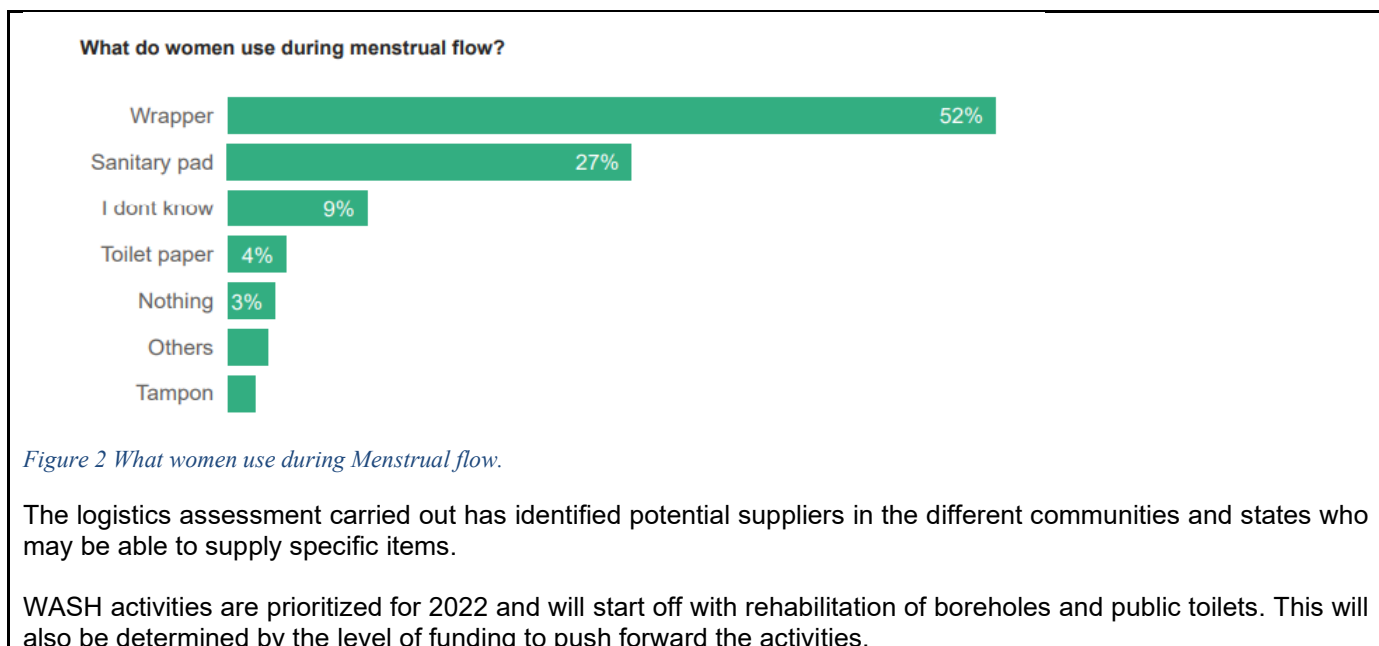 What do women use during menstrual flow?
Wrapper 52%
Sanitary pad 27%
I dont know 9%
Toilet paper 4%
Nothing 3%
Others
Tampon
Figure 2 What women use during Menstrual flow.
The logistics assessment carried out has identified potential suppliers in the different communities and states who
may be able to supply specific items.
WASH activities are prioritized for 2022 and will start off with rehabilitation of boreholes and public toilets. This will
also be determined by the level of funding to push forward the activities.